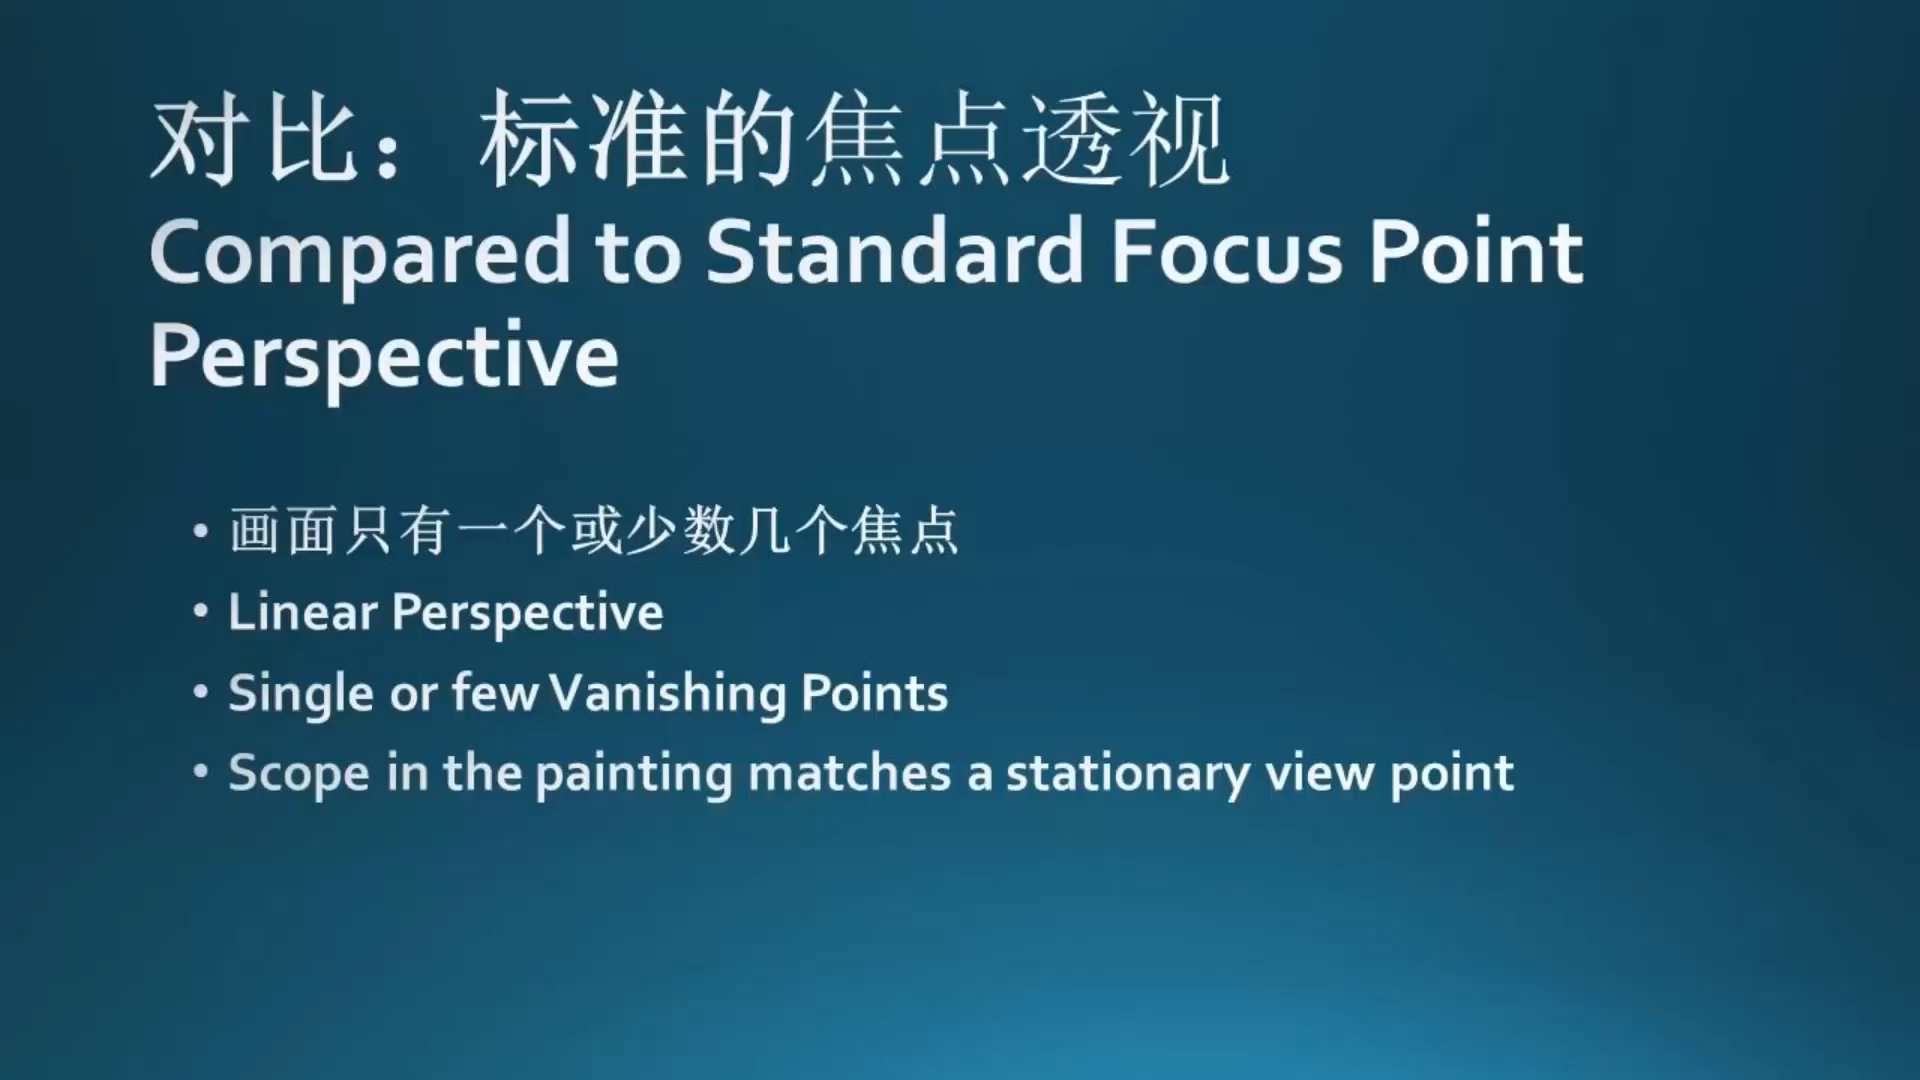 对比：标准的焦点透视
Compared to Standard Focus Point
Perspective
• 画面只有一个或少数几个焦点
• Linear Perspective
• Single or few Vanishing Points
• Scope in the painting matches a stationary view point